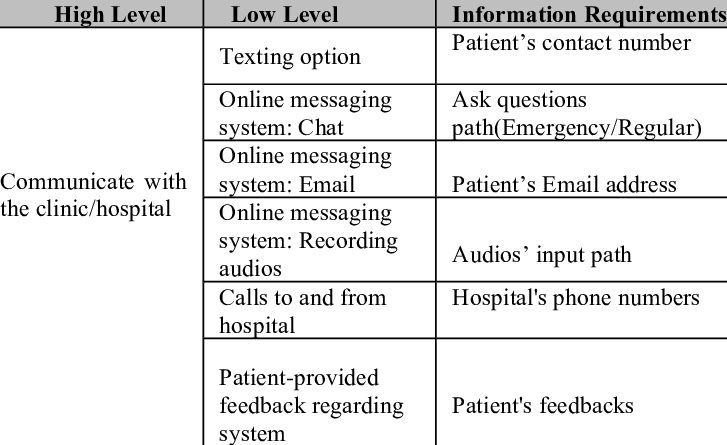 High Level
Low Level
Information Requirements
Communicate with
the clinic/hospital
Texting option
Patient’s contact number
Online messaging
system: Chat
Ask questions
path(Emergency/Regular)
Online messaging
system: Email
Patient’s Email address
Online messaging
system: Recording
audios
Audios’ input path
Calls to and from
hospital
Hospital's phone numbers
Patient-provided
feedback regarding
system
Patient's feedbacks